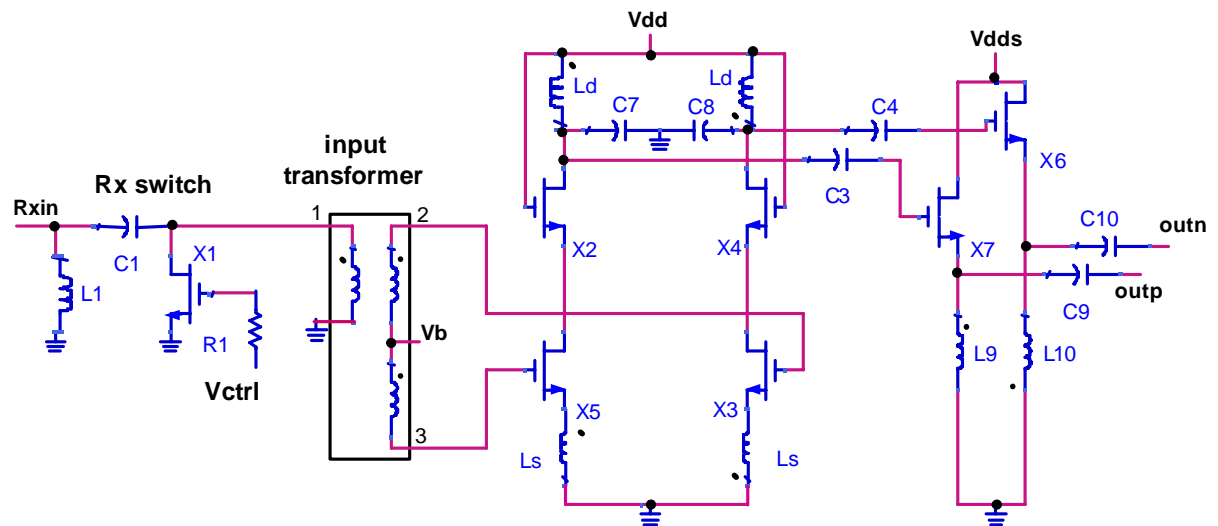 Vdd
Vdds
Ld
Ld
C7
C8
C4
input
transformer
X6
C3
Rx switch
Rxin
1
2
C10
outn
C1
X1
X2
X4
X7
L1
Vb
C9
outp
R1
L9
L10
Vctrl
X5
X3
3
Ls
Ls